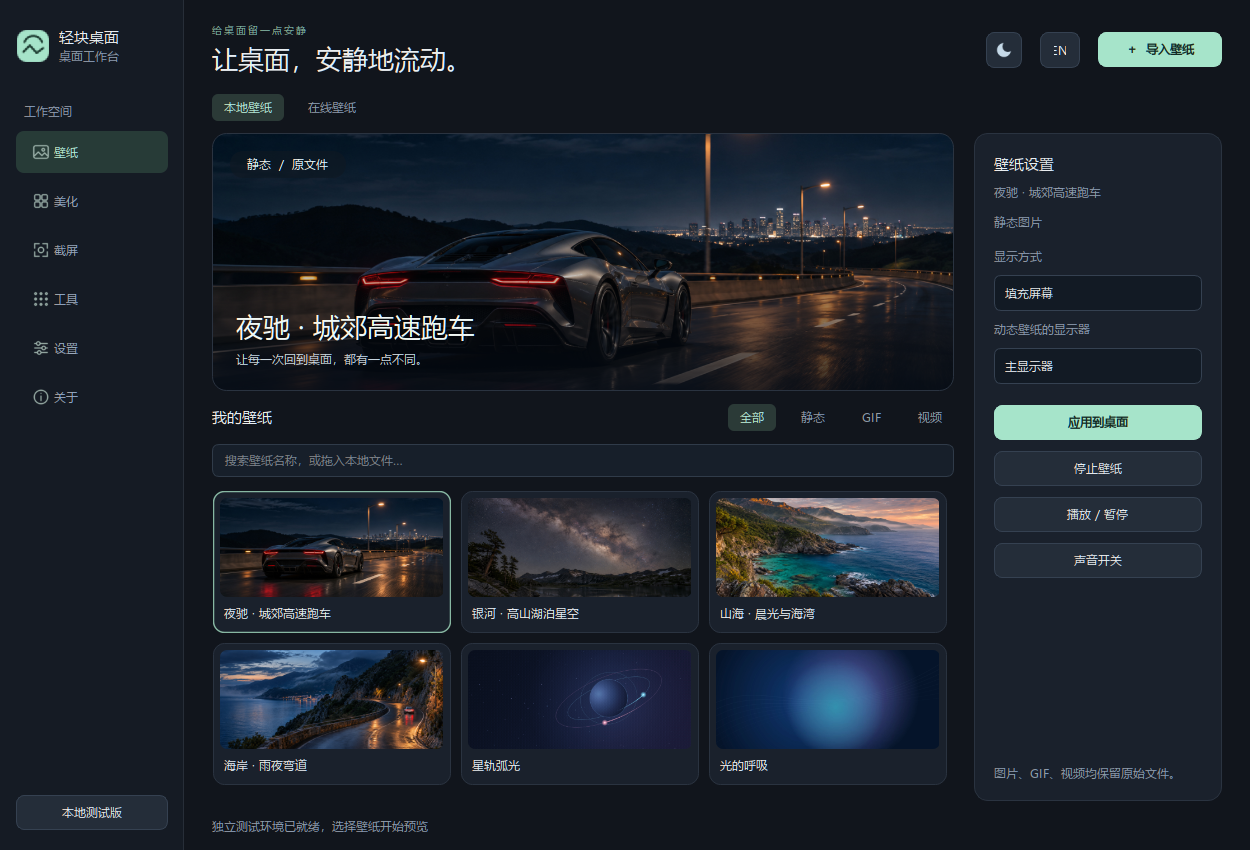 轻块桌面
桌面工作台
工作空间
壁纸
美化
截屏
工具
设置
关于
本地测试版
给桌面留一点安静
让桌面，安静地流动。
EN
+ 导入壁纸
本地壁纸
在线壁纸
静态 / 原文件
夜驰 · 城郊高速跑车
让每一次回到桌面，都有一点不同。
我的壁纸
全部
静态
GIF
视频
搜索壁纸名称，或拖入本地文件...
夜驰 · 城郊高速跑车
银河 · 高山湖泊星空
山海 · 晨光与海湾
海岸 · 雨夜弯道
星轨弧光
光的呼吸
独立测试环境已就绪，选择壁纸开始预览
壁纸设置
夜驰 · 城郊高速跑车
静态图片
显示方式
填充屏幕
动态壁纸的显示器
主显示器
应用到桌面
停止壁纸
播放 / 暂停
声音开关
图片、GIF、视频均保留原始文件。